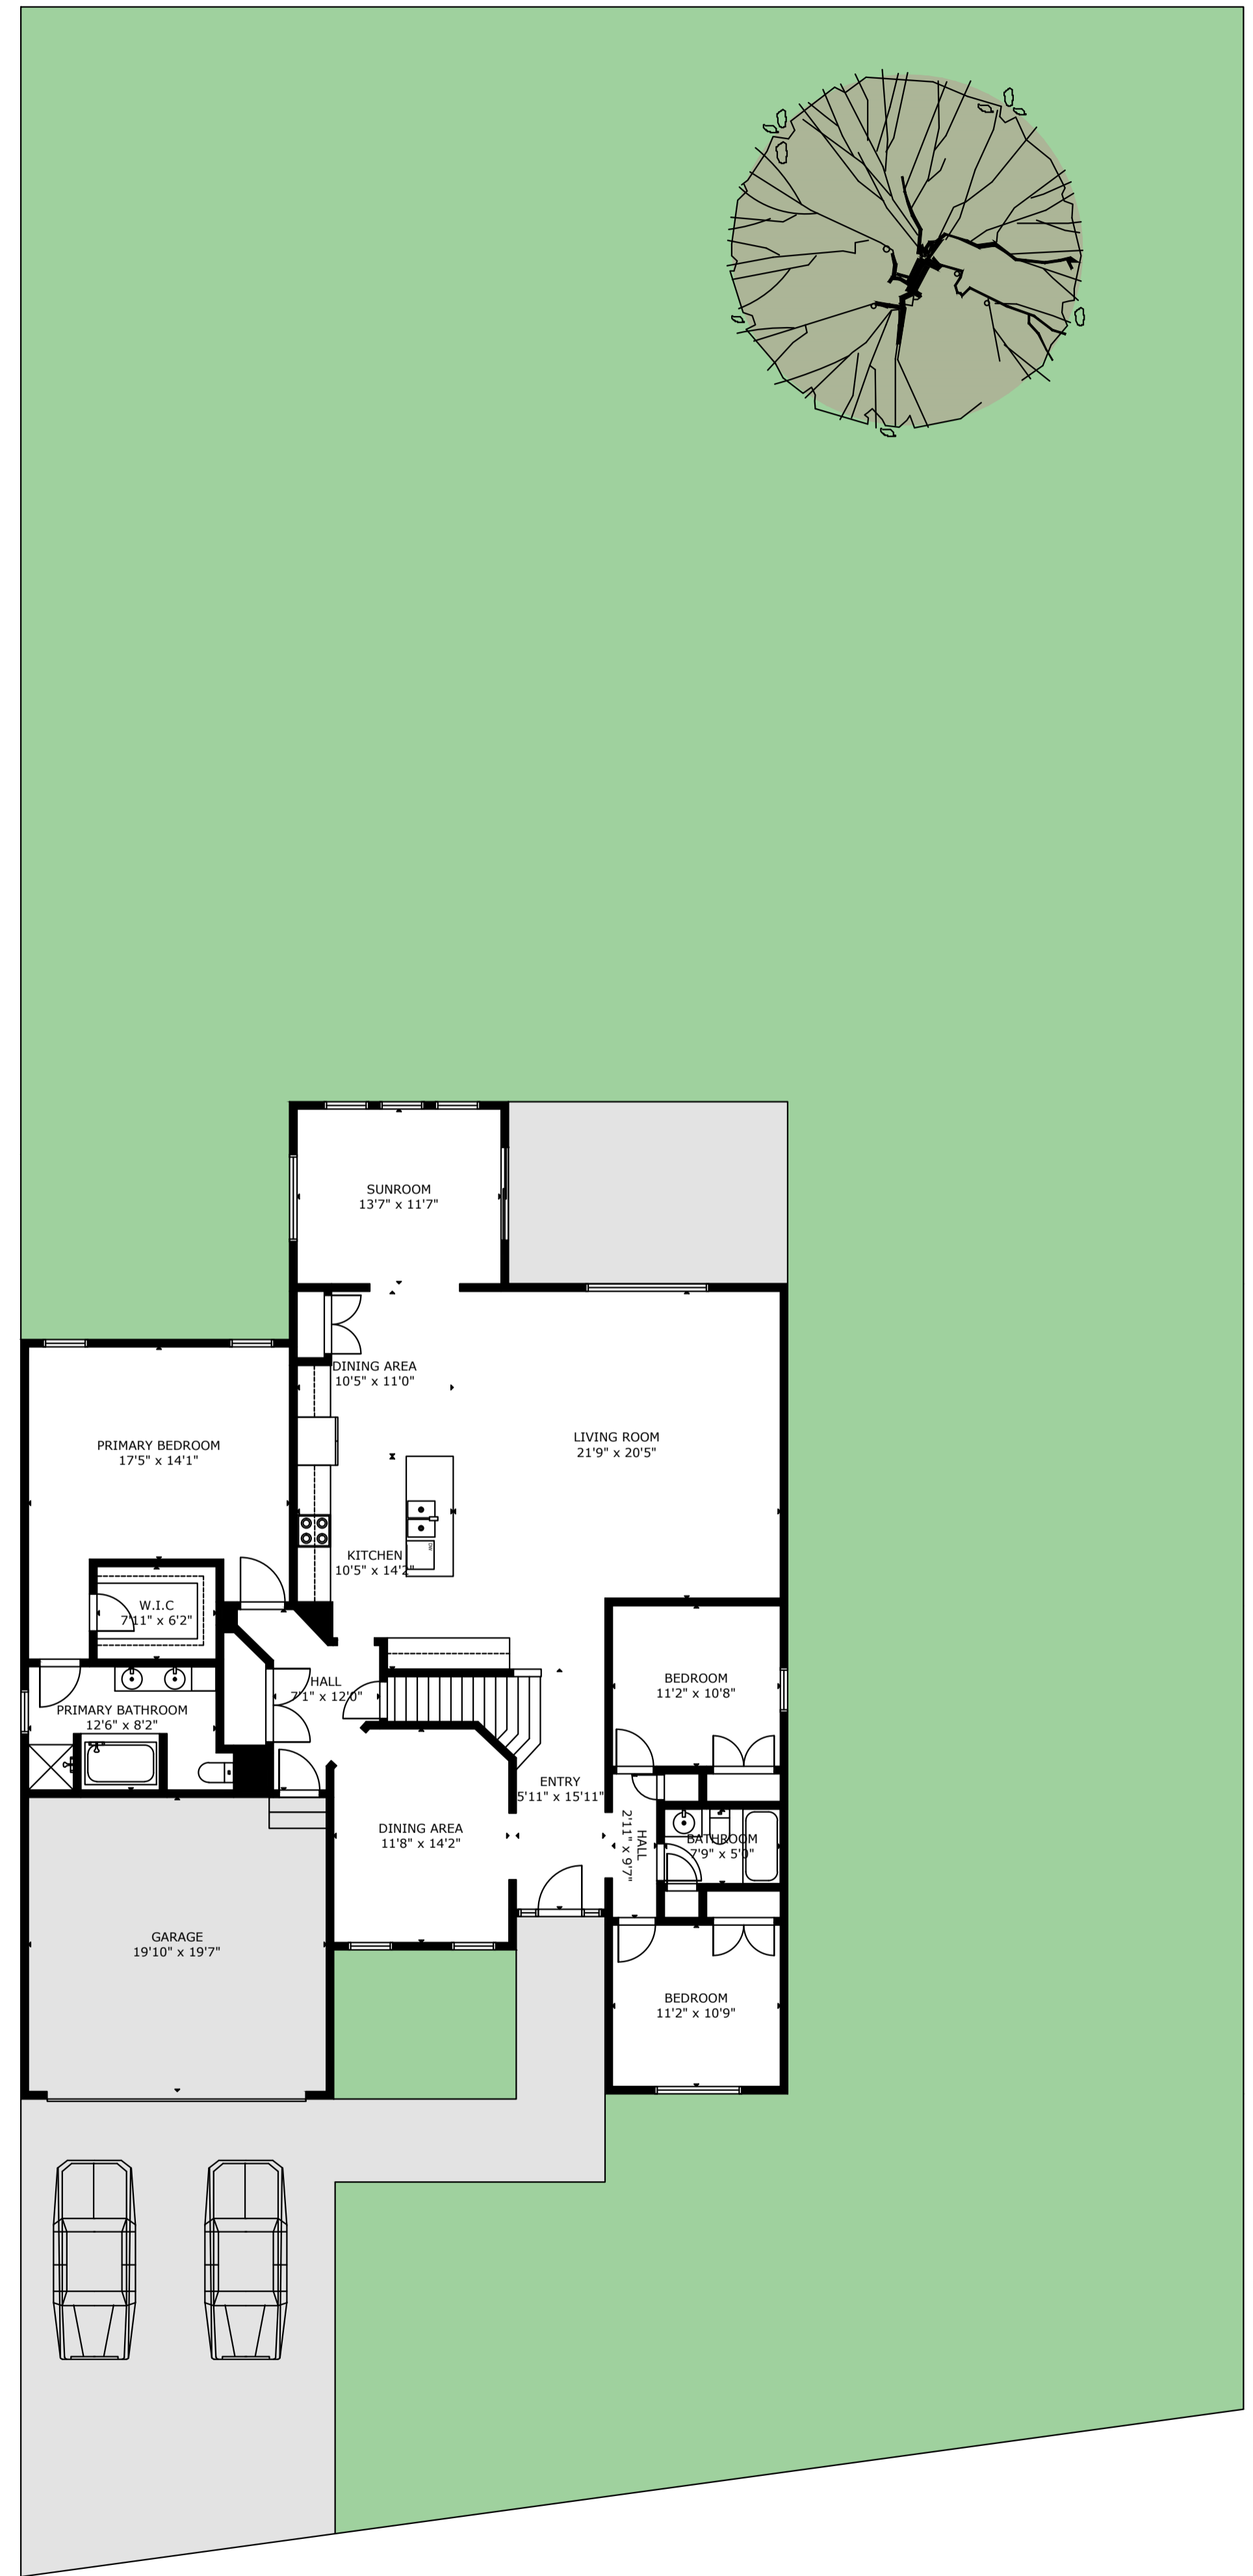 SUNROOM
13'7" x 11'7"
DINING AREA
10'5" x 11'0"
LIVING ROOM
21'9" x 20'5"
PRIMARY BEDROOM
17'5" x 14'1"
KITCHEN
10'5" x 14'2"
DW
W.I.C
7'11" x 6'2"
HALL
7'1" x 12'0"
BEDROOM
11'2" x 10'8"
PRIMARY BATHROOM
12'6" x 8'2"
ENTRY
5'11" x 15'11"
DINING AREA
11'8" x 14'2"
HALL
2'11" x 9'7"
BATHROOM
7'9" x 5'0"
GARAGE
19'10" x 19'7"
BEDROOM
11'2" x 10'9"